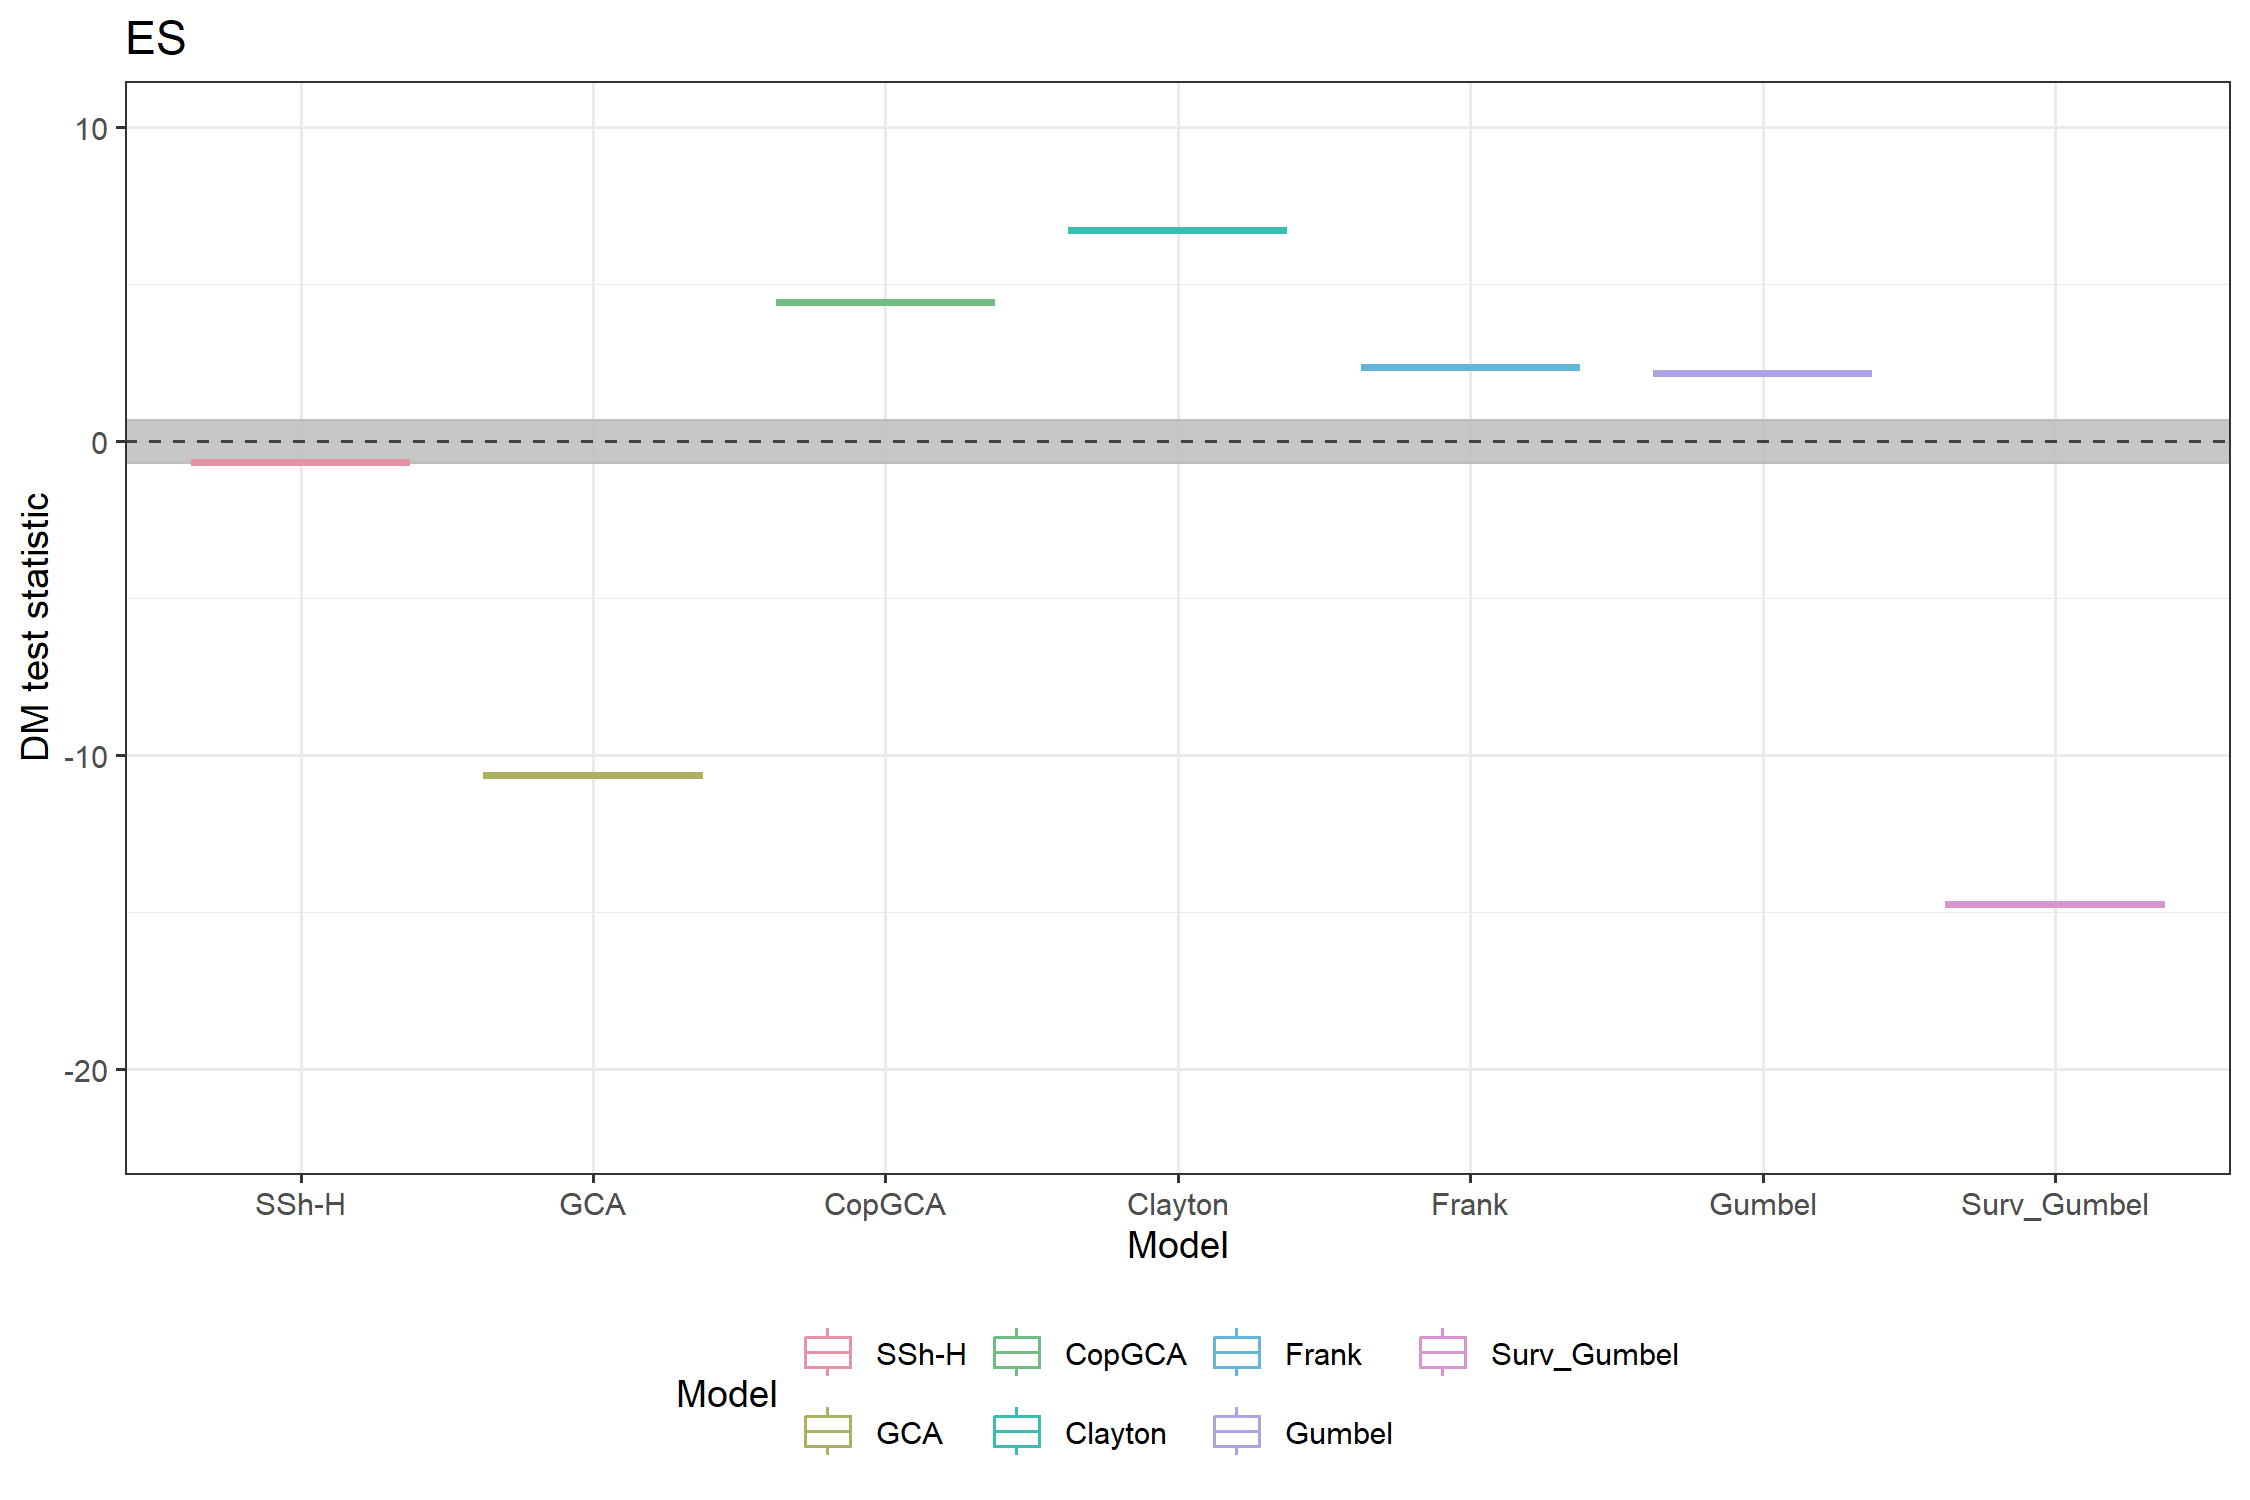 ES
10
0
-10
-20
DM test statistic
SSh-H GCA CopGCA Clayton Frank Gumbel Surv_Gumbel
Model
Model
SSh-H CopGCA Frank Surv_Gumbel
GCA Clayton Gumbel